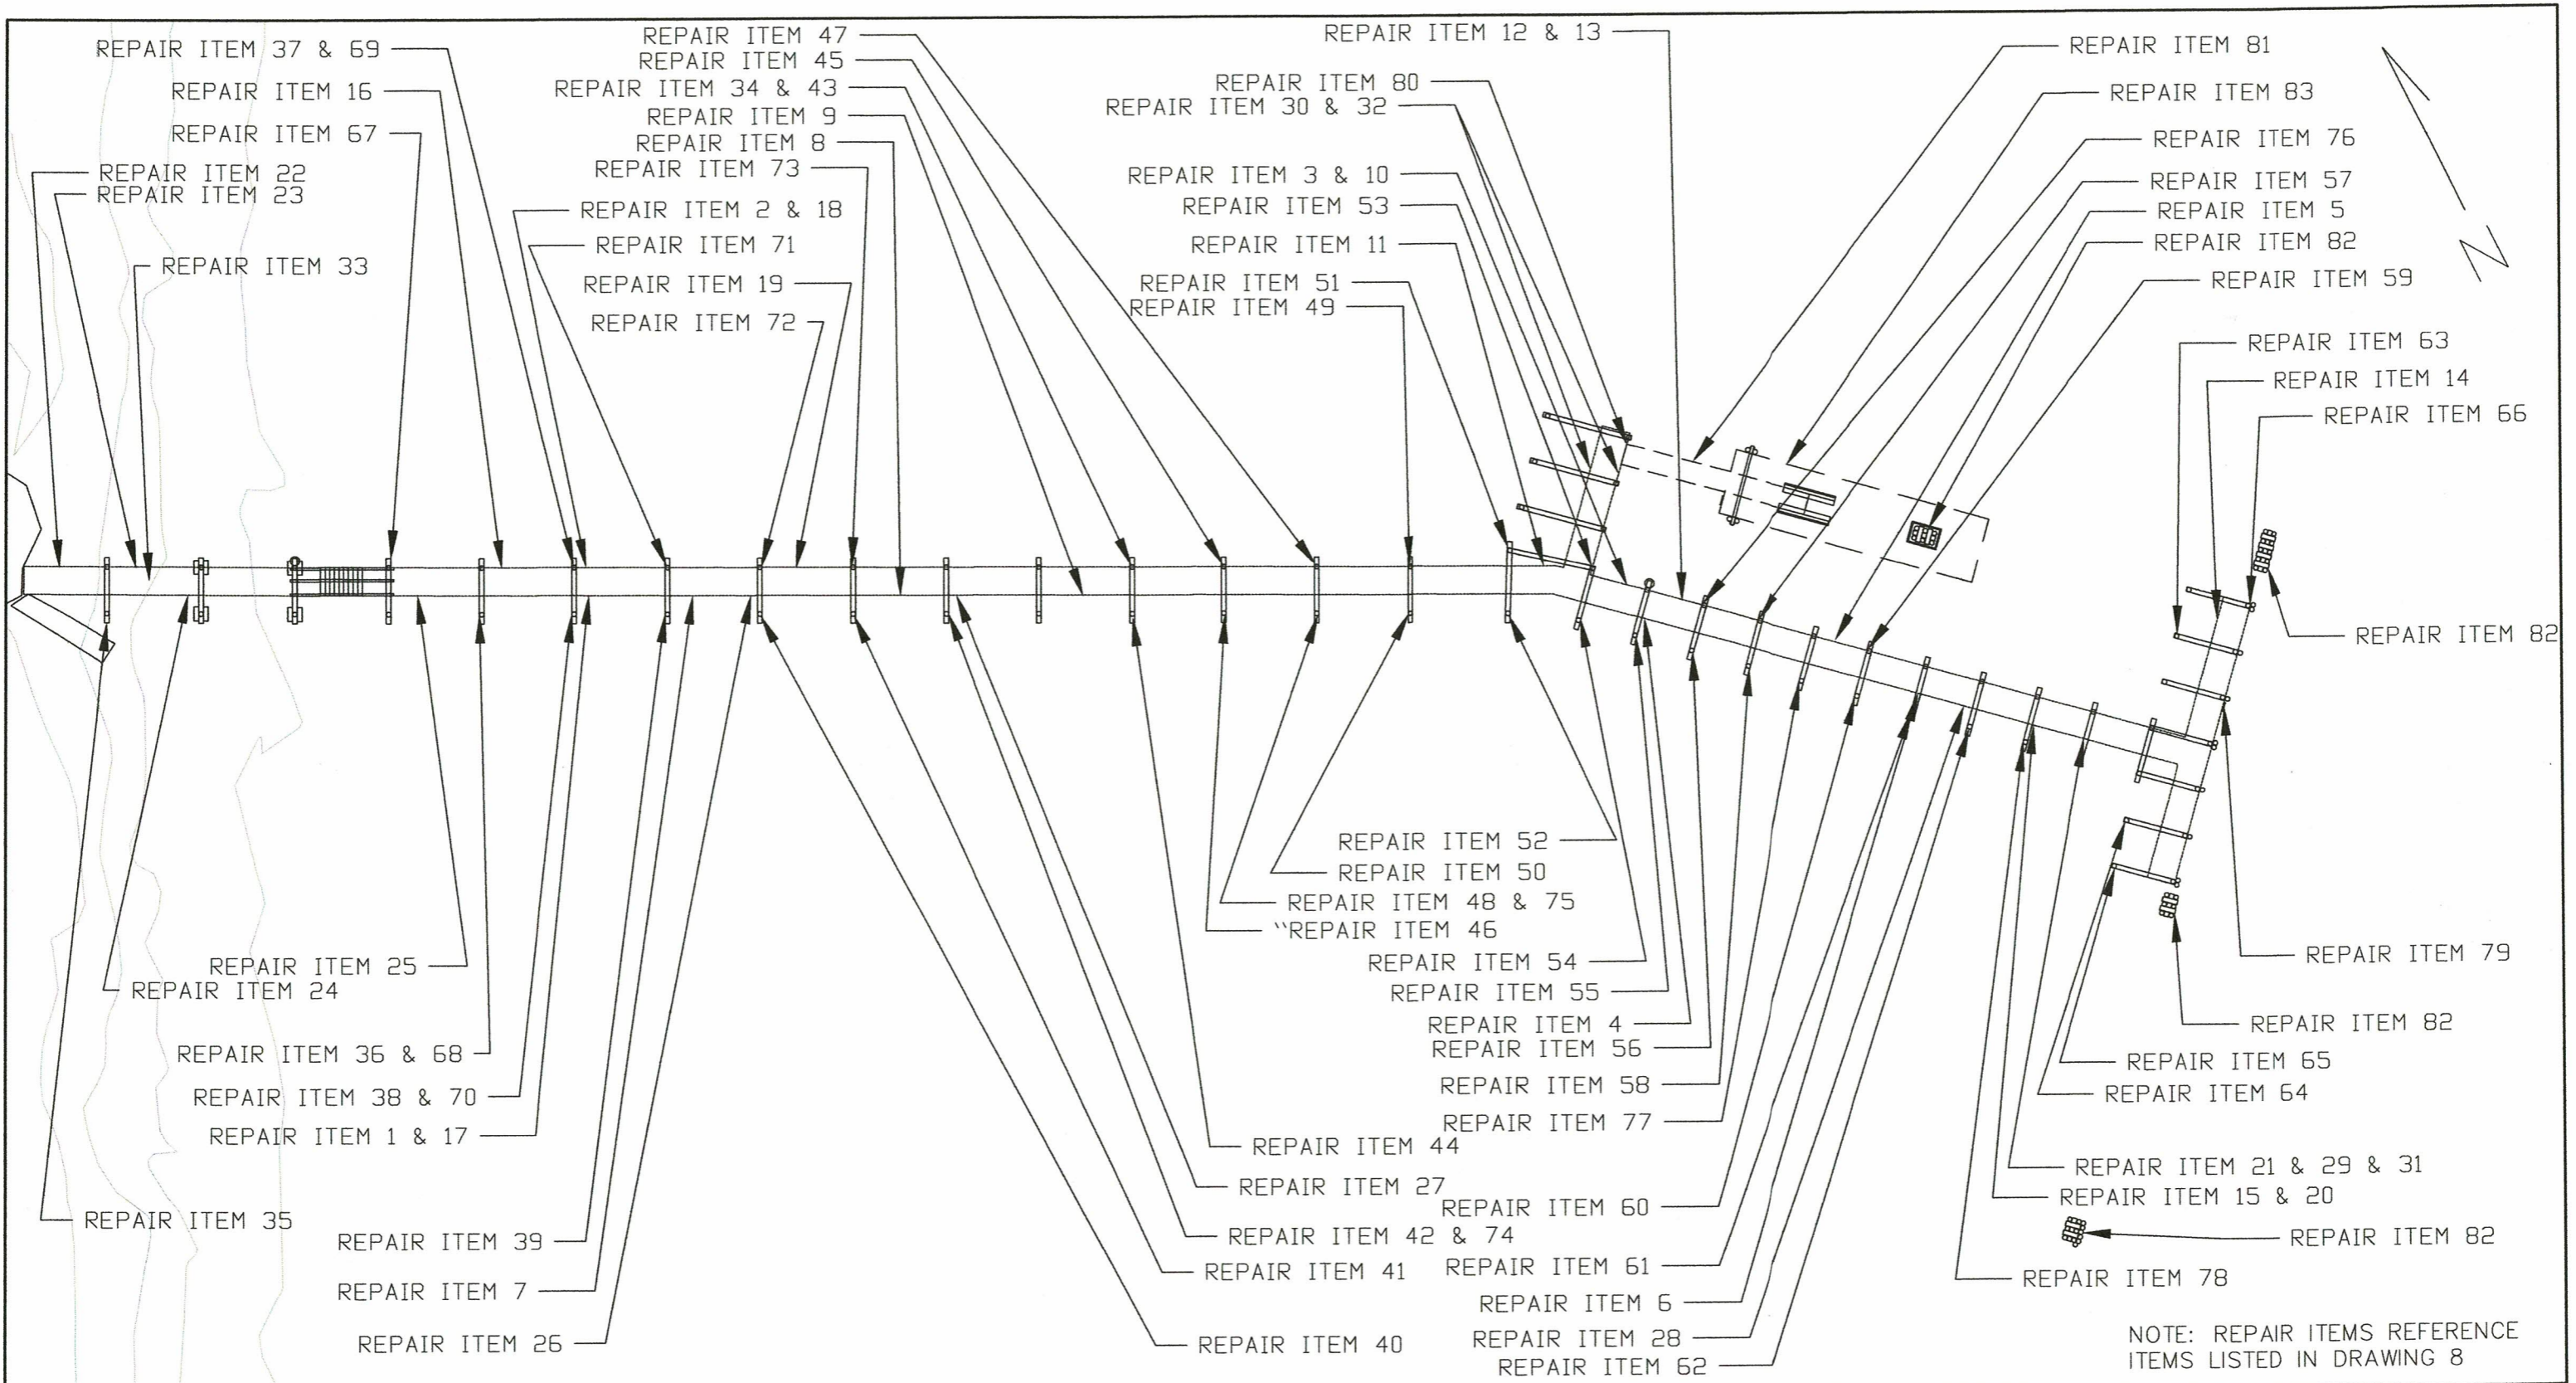 REPAIR ITEM 37 & 69
REPAIR ITEM 16
REPAIR ITEM 67
REPAIR ITEM 22
REPAIR ITEM 23
REPAIR ITEM 33
REPAIR ITEM 47
REPAIR ITEM 45
REPAIR ITEM 34 & 43
REPAIR ITEM 9
REPAIR ITEM 8
REPAIR ITEM 73
REPAIR ITEM 2 & 18
REPAIR ITEM 71
REPAIR ITEM 19
REPAIR ITEM 72
REPAIR ITEM 12 & 13
REPAIR ITEM 80
REPAIR ITEM 30 & 32
REPAIR ITEM 3 & 10
REPAIR ITEM 53
REPAIR ITEM 11
REPAIR ITEM 51
REPAIR ITEM 49
REPAIR ITEM 81
REPAIR ITEM 83
REPAIR ITEM 76
REPAIR ITEM 57
REPAIR ITEM 5
REPAIR ITEM 82
REPAIR ITEM 59
N
REPAIR ITEM 63
REPAIR ITEM 14
REPAIR ITEM 66
REPAIR ITEM 82
REPAIR ITEM 25
REPAIR ITEM 24
REPAIR ITEM 36 & 68
REPAIR ITEM 38 & 70
REPAIR ITEM 1 & 17
REPAIR ITEM 35
REPAIR ITEM 39
REPAIR ITEM 7
REPAIR ITEM 26
REPAIR ITEM 52
REPAIR ITEM 50
REPAIR ITEM 48 & 75
"REPAIR ITEM 46
REPAIR ITEM 54
REPAIR ITEM 55
REPAIR ITEM 4
REPAIR ITEM 56
REPAIR ITEM 58
REPAIR ITEM 77
REPAIR ITEM 44
REPAIR ITEM 27
REPAIR ITEM 60
REPAIR ITEM 42 & 74
REPAIR ITEM 41
REPAIR ITEM 61
REPAIR ITEM 6
REPAIR ITEM 28
REPAIR ITEM 40
REPAIR ITEM 62
REPAIR ITEM 79
REPAIR ITEM 82
REPAIR ITEM 65
REPAIR ITEM 64
REPAIR ITEM 21 & 29 & 31
REPAIR ITEM 15 & 20
REPAIR ITEM 82
REPAIR ITEM 78
NOTE: REPAIR ITEMS REFERENCE
ITEMS LISTED IN DRAWING 8